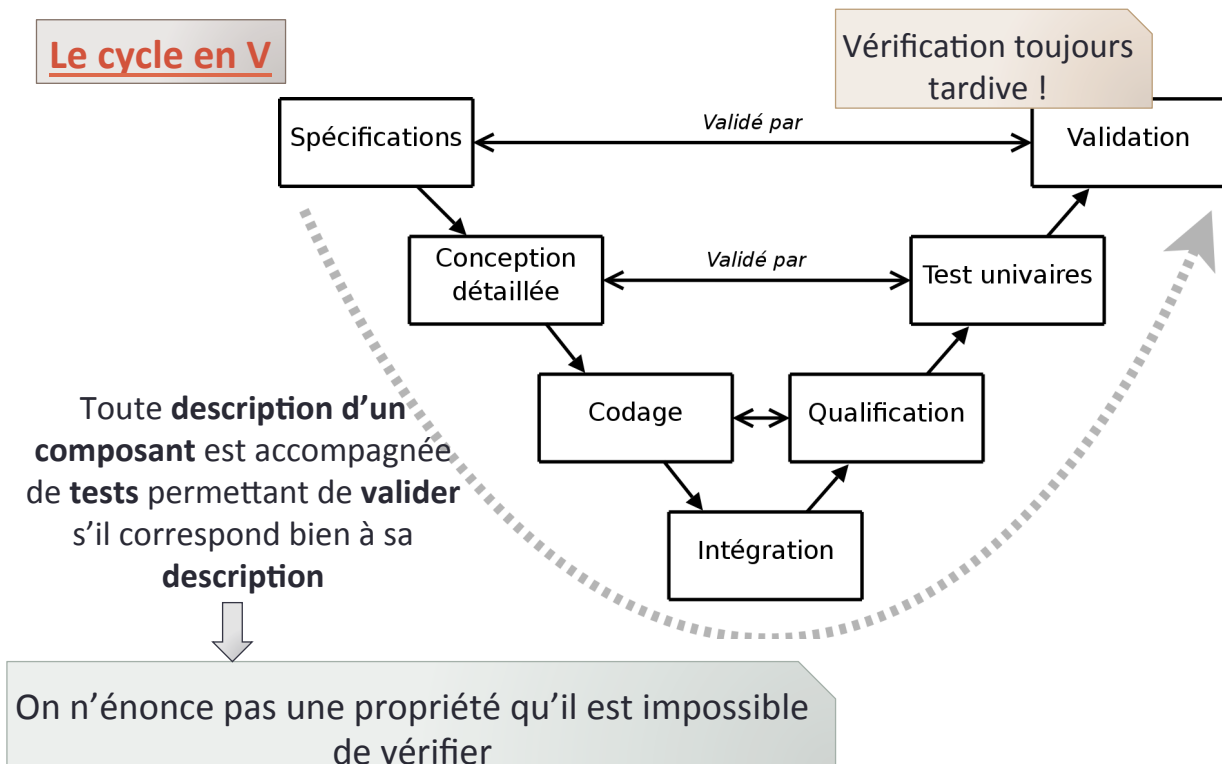 Le cycle en V
Vérification toujours
tardive !
Spécifications
Validé par
Validation
Conception
détaillée
Validé par
Test univaires
Codage
Qualification
Intégration
Toute description d’un
composant est accompagnée
de tests permettant de valider
s’il correspond bien à sa
description
On n’énonce pas une propriété qu’il est impossible
de vérifier